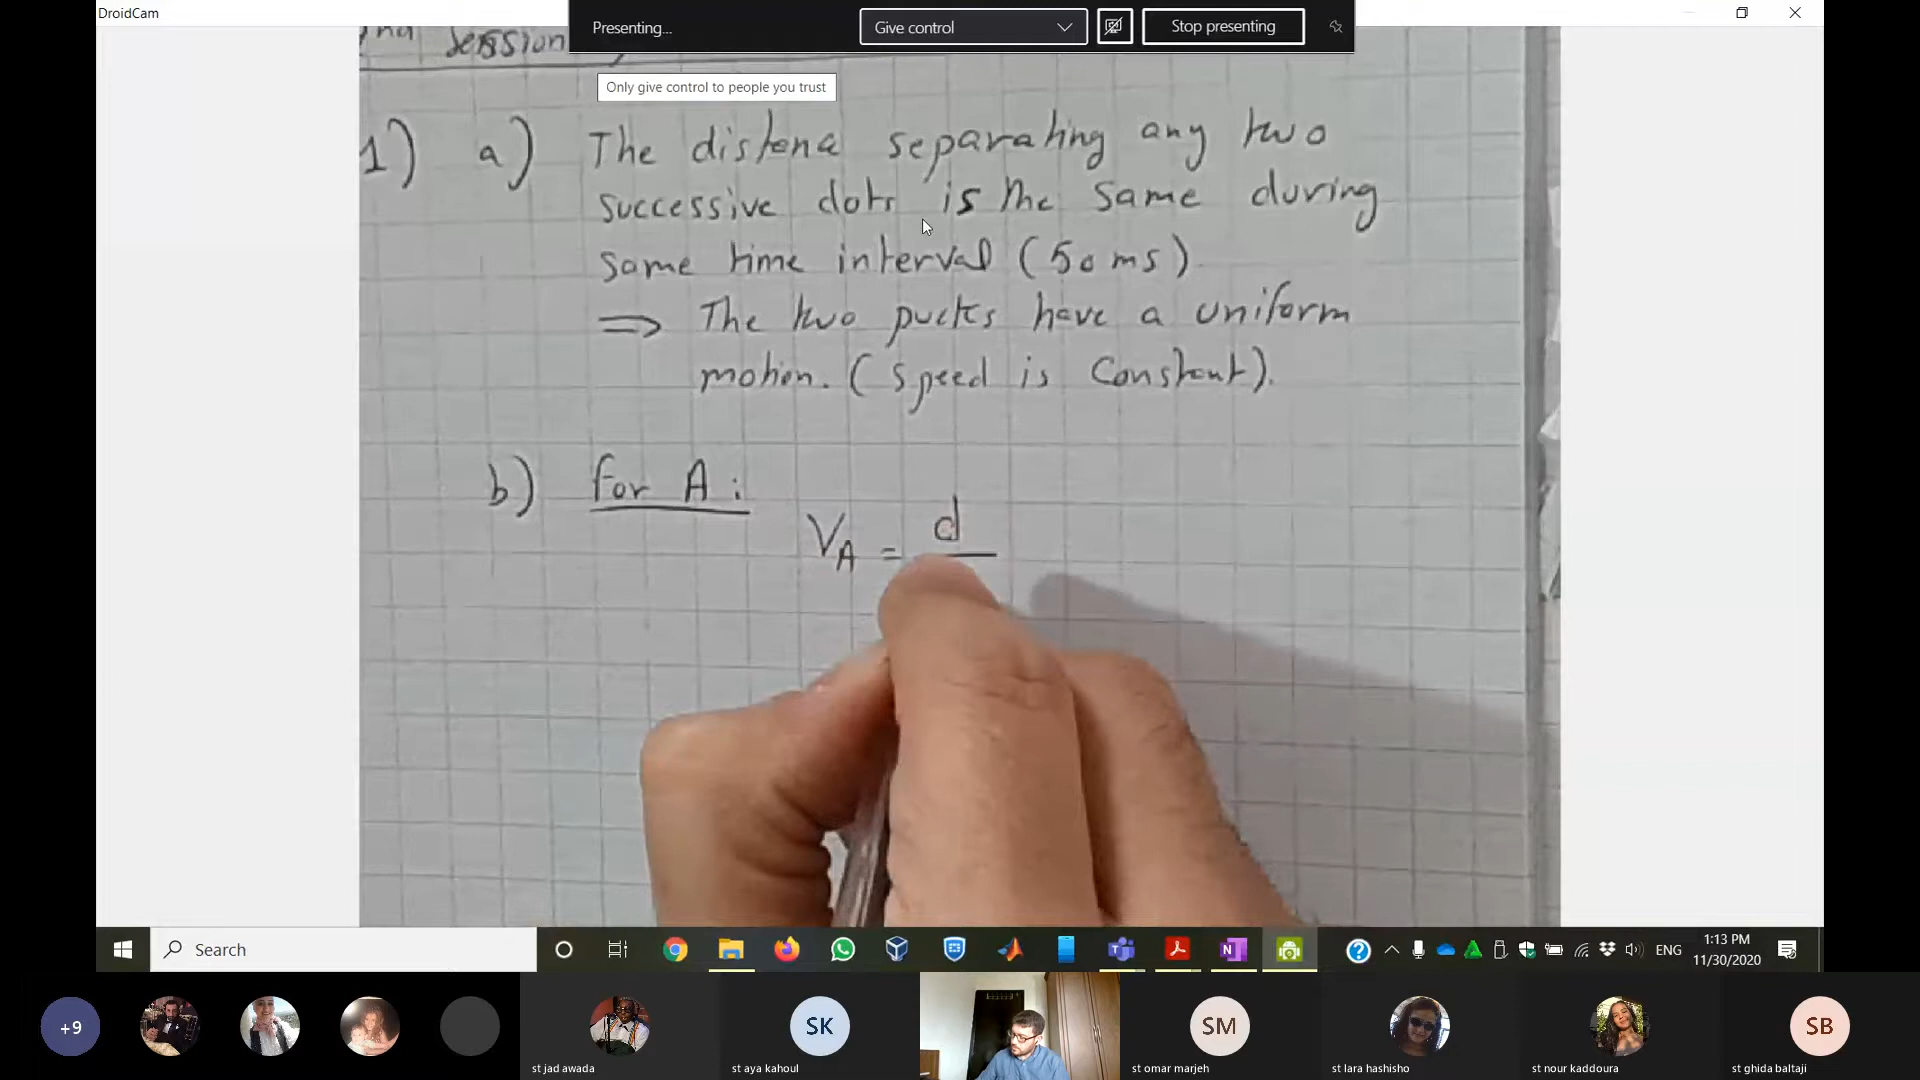 DroidCam
Presenting...
Give control
Stop presenting
Only give control to people you trust
session
1) a) The distance separating any two
successive dots is the same during
same time interval (50 ms).
⇒ The two pucks have a uniform
motion. (speed is constant).
b) for A:
VA = d
Search
ENG
1:13 PM
11/30/2020
+9
st jad awada
SK
st aya kahoul
SM
st omar marjeh
st lara hashisho
st nour kaddoura
SB
st ghida baltaji